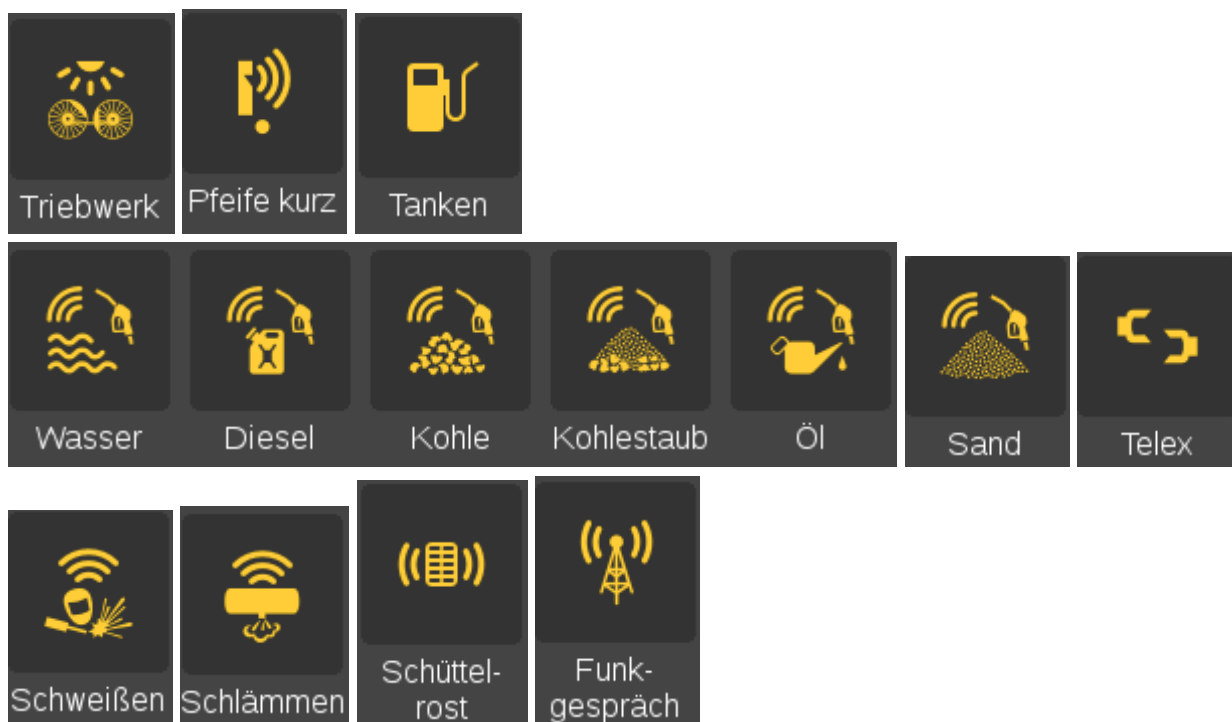 Triebwerk
Pfeife kurz
Tanken
Wasser
Diesel
Kohle
Kohlestaub
Öl
Sand
Telex
Schweißen
Schlämmen
Schüttel-
rost
Funk-
gespräch